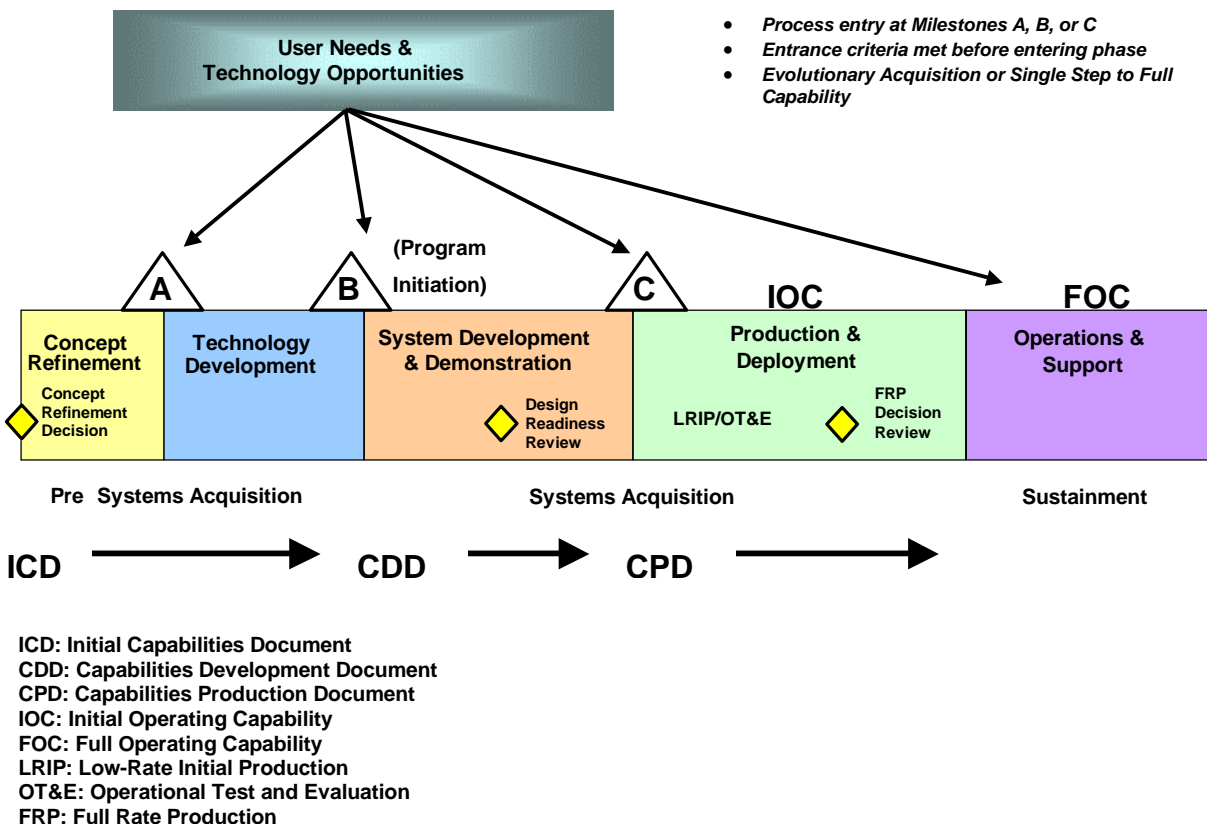 User Needs &
Technology Opportunities
• Process entry at Milestones A, B, or C
• Entrance criteria met before entering phase
• Evolutionary Acquisition or Single Step to Full
Capability
A
B
(Program
Initiation)
C
IOC
FOC
Concept
Refinement
Concept
Refinement
Decision
Technology
Development
System Development
& Demonstration
Design
Readiness
Review
Production &
Deployment
LRIP/OT&E
FRP
Decision
Review
Operations &
Support
Pre Systems Acquisition
Systems Acquisition
Sustainment
ICD
CDD
CPD
ICD: Initial Capabilities Document
CDD: Capabilities Development Document
CPD: Capabilities Production Document
IOC: Initial Operating Capability
FOC: Full Operating Capability
LRIP: Low-Rate Initial Production
OT&E: Operational Test and Evaluation
FRP: Full Rate Production